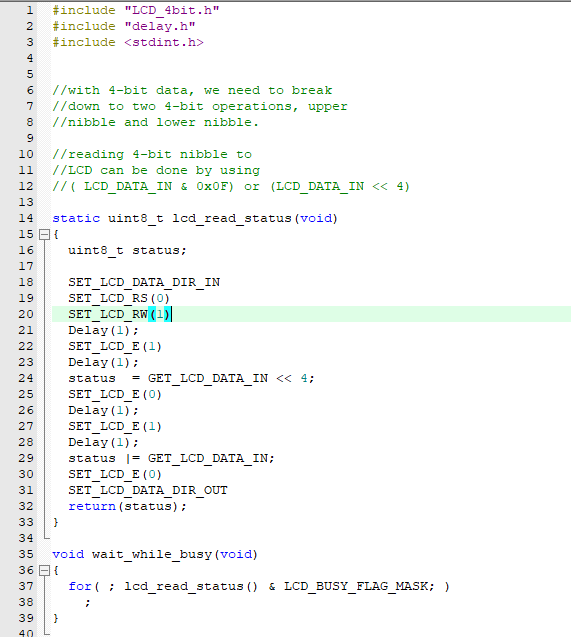 1 #include "LCD_4bit.h"
2 #include "delay.h"
3 #include <stdint.h>
4
5
6 //with 4-bit data, we need to break
7 //down to two 4-bit operations, upper
8 //nibble and lower nibble.
9
10 //reading 4-bit nibble to
11 //LCD can be done by using
12 //( LCD_DATA_IN & 0x0F) or (LCD_DATA_IN << 4)
13
14 static uint8_t lcd_read_status(void)
15 {
16   uint8_t status;
17
18   SET_LCD_DATA_DIR_IN
19   SET_LCD_RS(0)
20   SET_LCD_RW(1)
21   Delay(1);
22   SET_LCD_E(1)
23   Delay(1);
24   status  = GET_LCD_DATA_IN << 4;
25   SET_LCD_E(0)
26   Delay(1);
27   SET_LCD_E(1)
28   Delay(1);
29   status |= GET_LCD_DATA_IN;
30   SET_LCD_E(0)
31   SET_LCD_DATA_DIR_OUT
32   return(status);
33 }
34
35 void wait_while_busy(void)
36 {
37   for( ; lcd_read_status() & LCD_BUSY_FLAG_MASK; )
38     ;
39 }
40